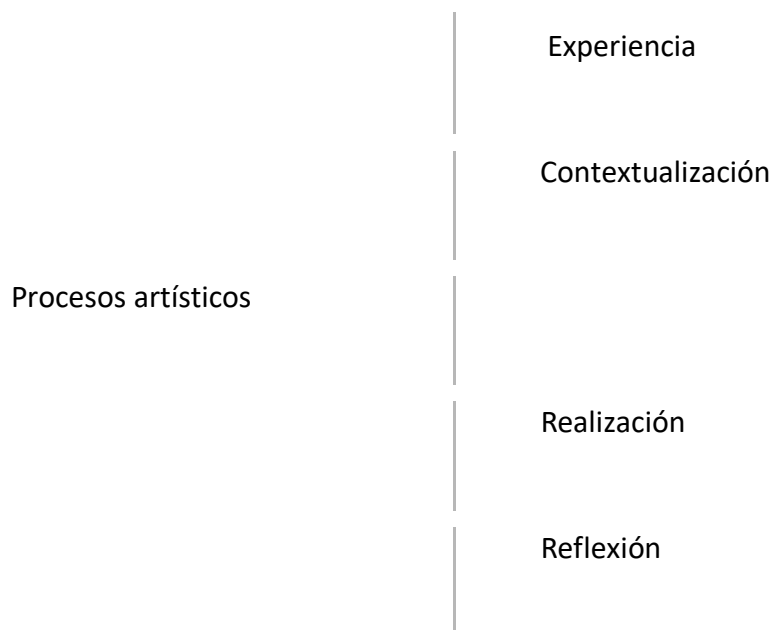 Experiencia
Contextualización
Procesos artísticos
Realización
Reflexión